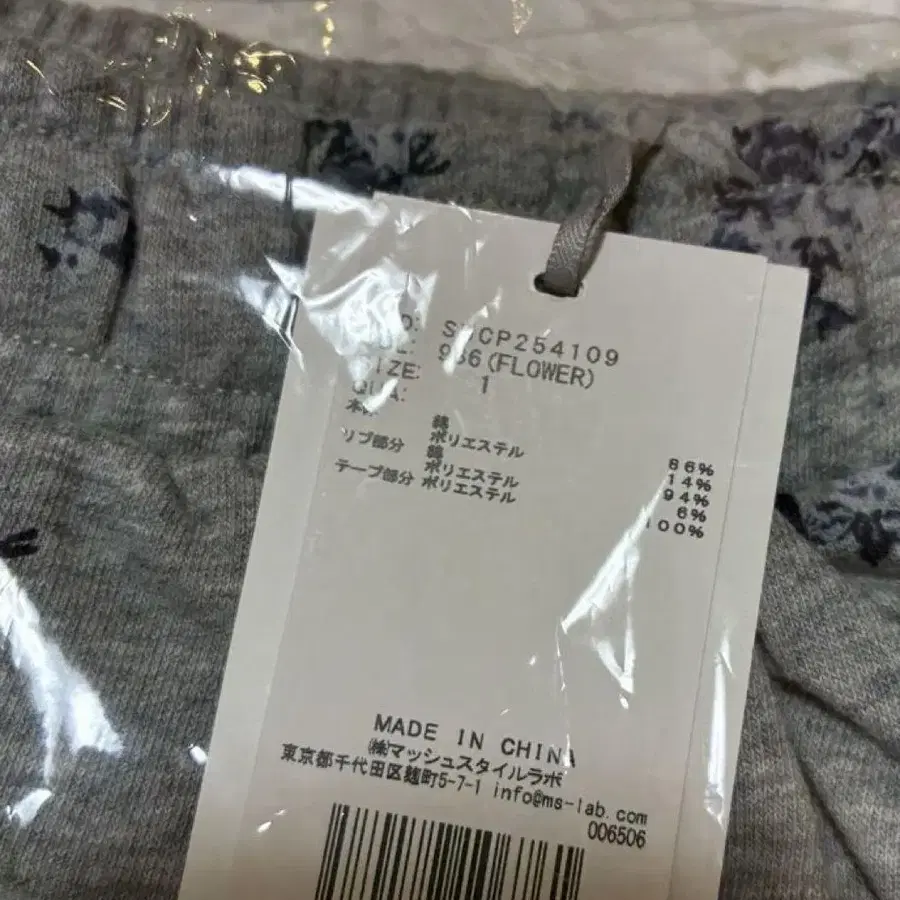 SWCP254109
936(FLOWER)
SIZE: 1
QUA:
綿 86%
ポリエステル 14%
リブ部分 綿 94%
ポリエステル 6%
テープ部分 ポリエステル 100%
MADE IN CHINA
㈱マッシュスタイルラボ
東京都千代田区麹町5-7-1 info@ms-lab.com
006506